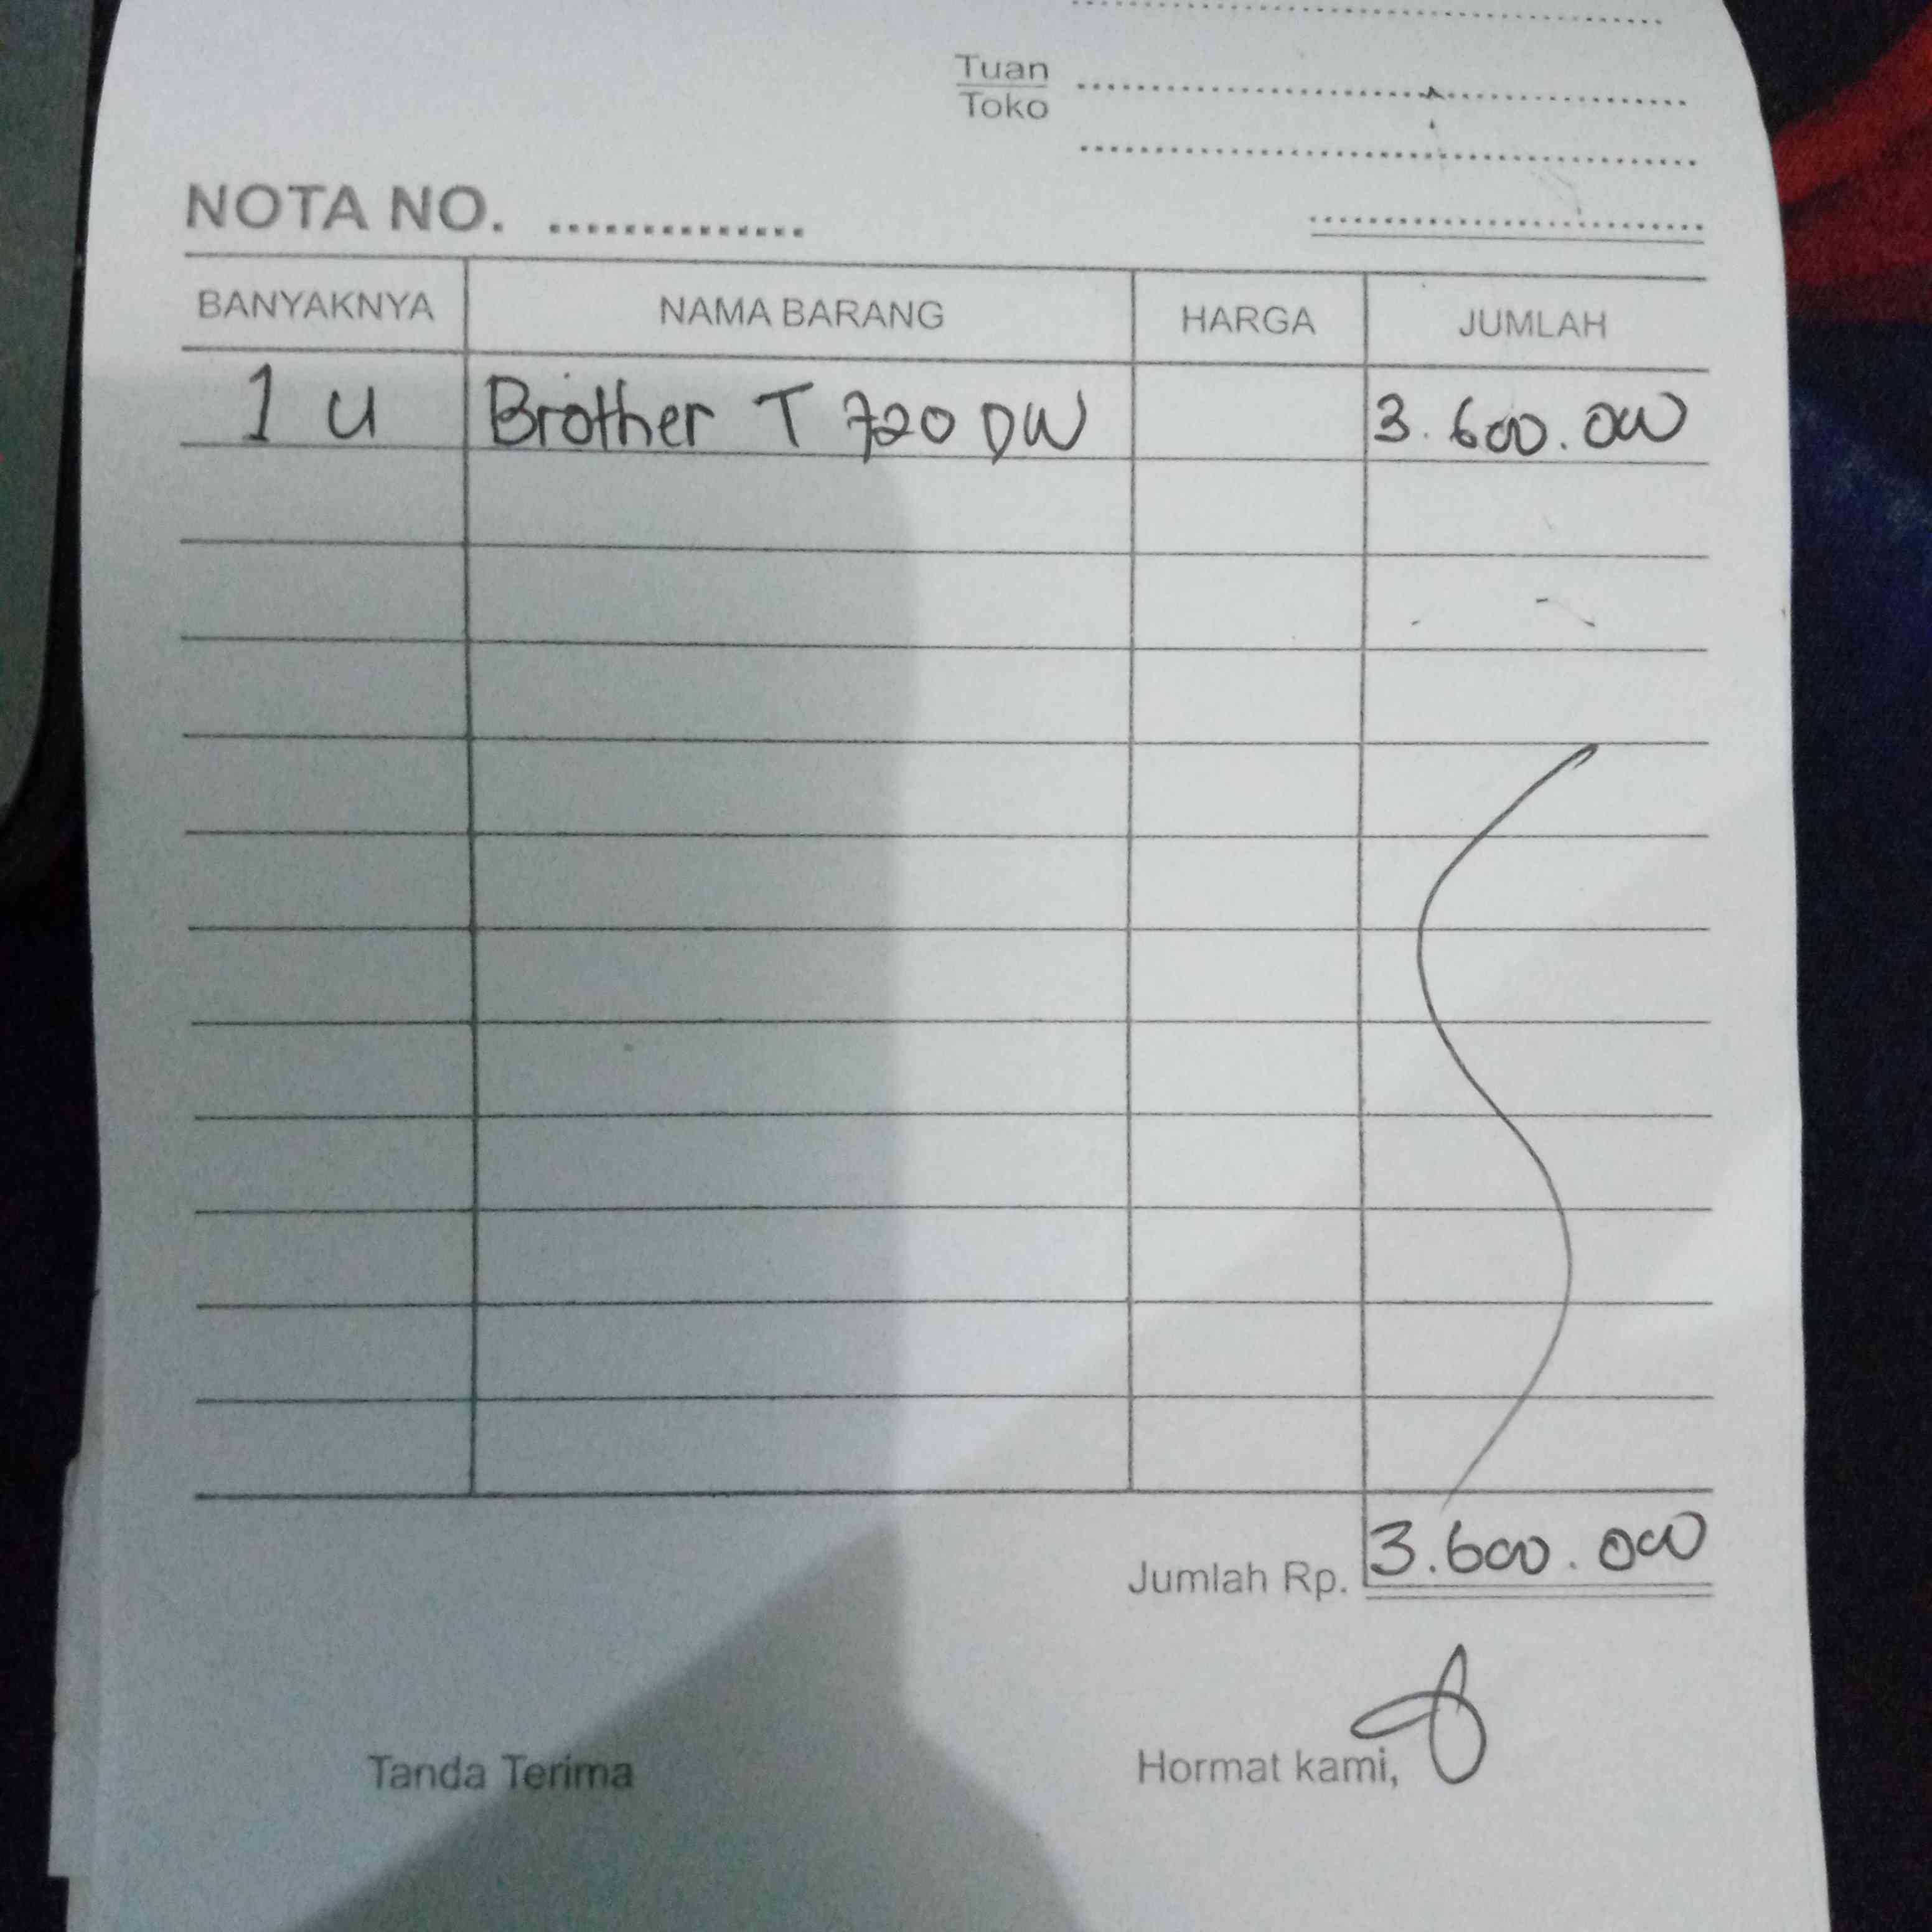 Tuan
Toko
NOTA NO.
BANYAKNYA NAMA BARANG HARGA JUMLAH
1 U Brother T 720 DW 3.600.000
Jumlah Rp. 3.600.000
Tanda Terima Hormat kami,